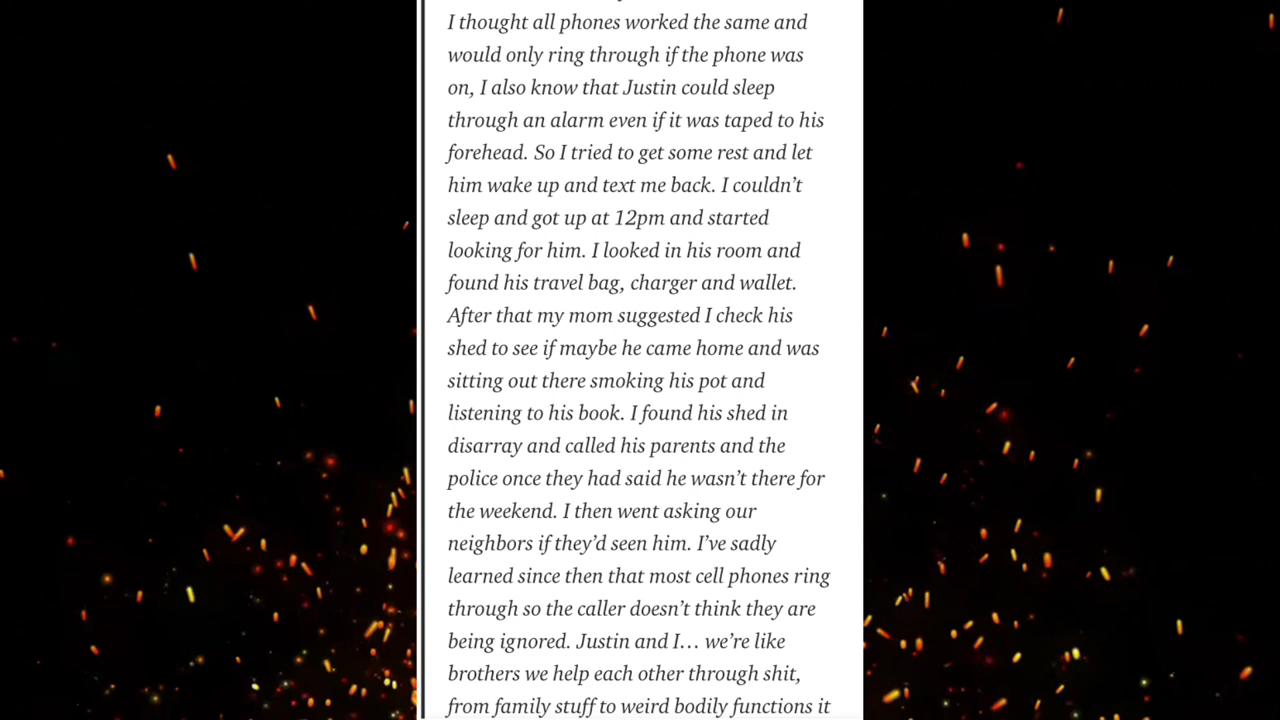 I thought all phones worked the same and
would only ring through if the phone was
on, I also know that Justin could sleep
through an alarm even if it was taped to his
forehead. So I tried to get some rest and let
him wake up and text me back. I couldn’t
sleep and got up at 12pm and started
looking for him. I looked in his room and
found his travel bag, charger and wallet.
After that my mom suggested I check his
shed to see if maybe he came home and was
sitting out there smoking his pot and
listening to his book. I found his shed in
disarray and called his parents and the
police once they had said he wasn’t there for
the weekend. I then went asking our
neighbors if they’d seen him. I’ve sadly
learned since then that most cell phones ring
through so the caller doesn’t think they are
being ignored. Justin and I… we’re like
brothers we help each other through shit,
from family stuff to weird bodily functions it